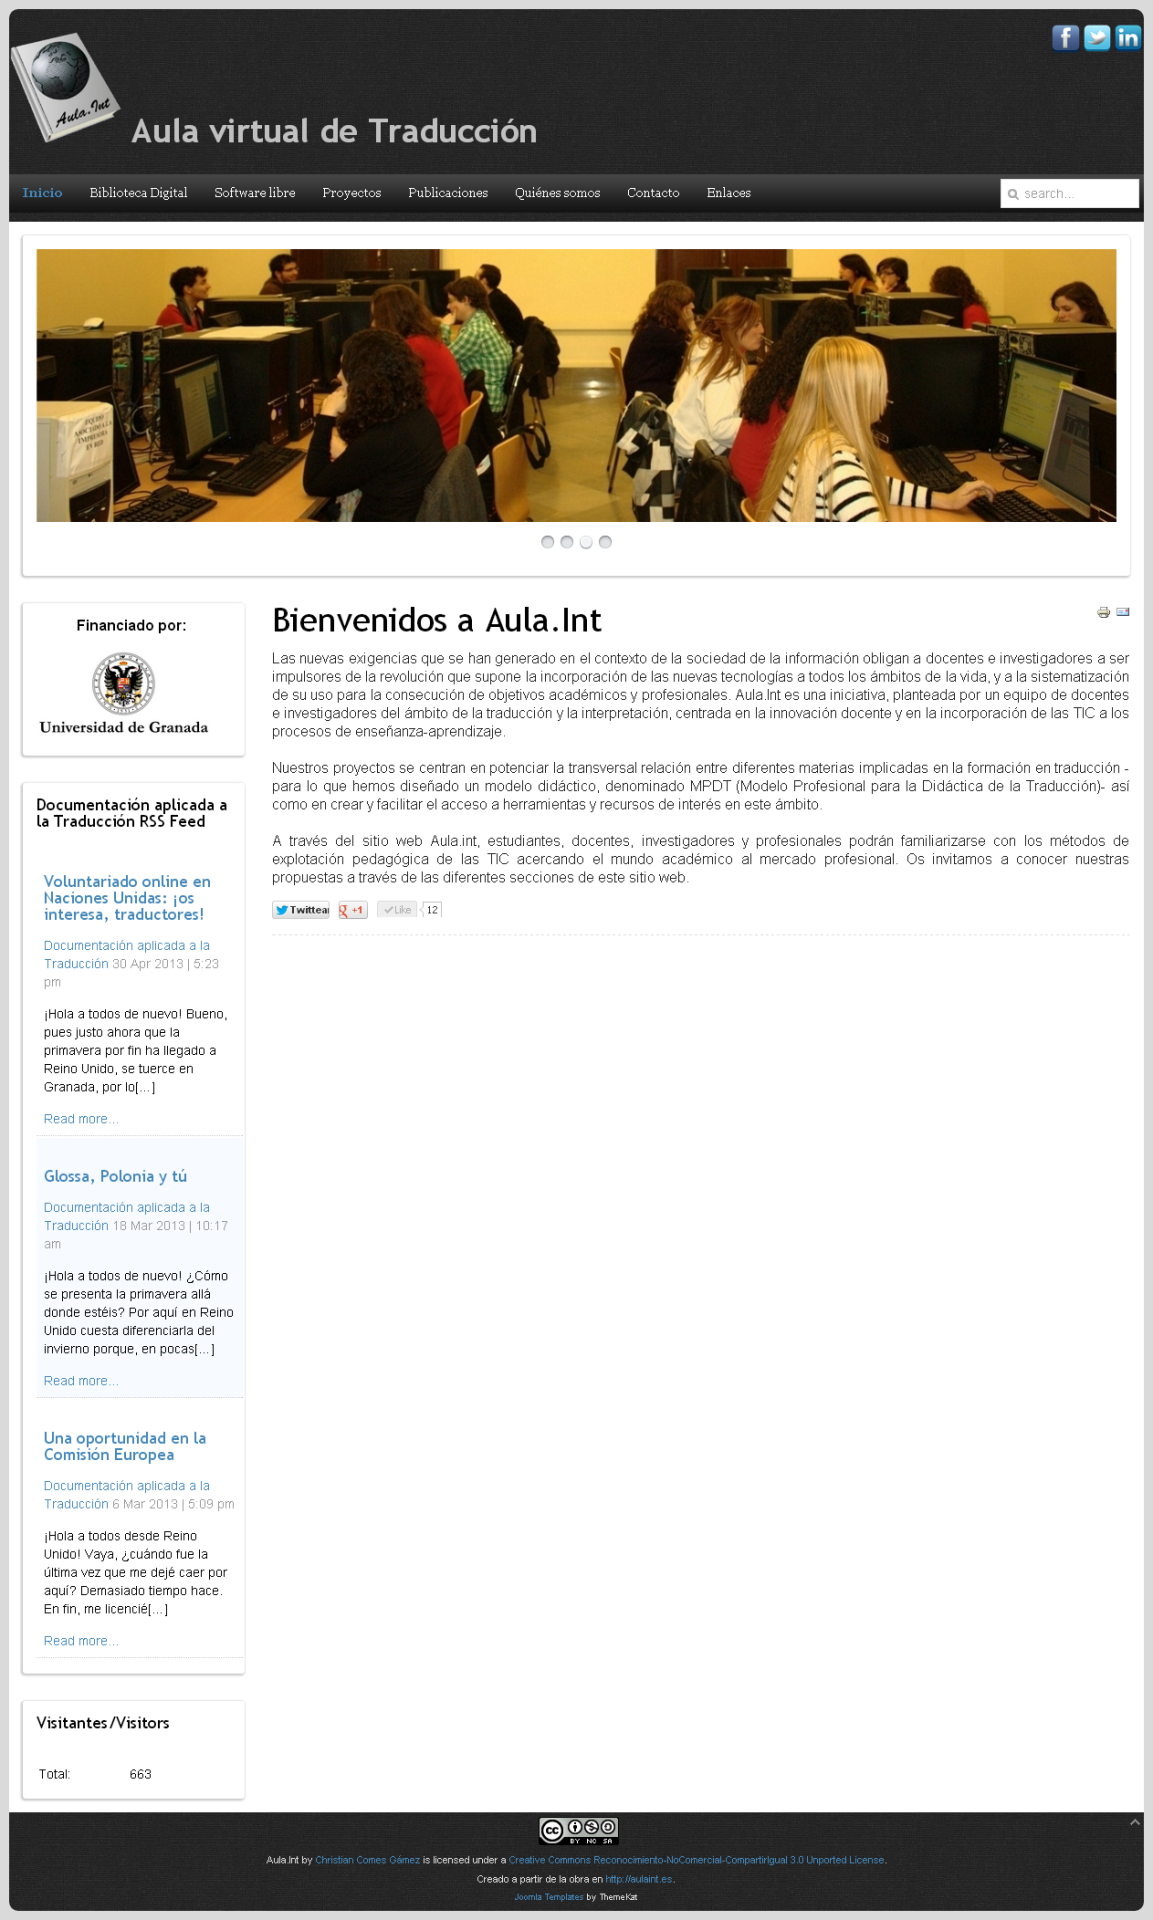 Aula.Int
Aula virtual de Traducción
Inicio
Biblioteca Digital
Software libre
Proyectos
Publicaciones
Quiénes somos
Contacto
Enlaces
search...
EQUIPO
ASOCIADO A LA
IMPRESORA
EN RED
Financiado por:
Universidad de Granada
Documentación aplicada a
la Traducción RSS Feed
Voluntariado online en
Naciones Unidas: ¡os
interesa, traductores!
Documentación aplicada a la
Traducción 30 Apr 2013 | 5:23
pm
¡Hola a todos de nuevo! Bueno,
pues justo ahora que la
primavera por fin ha llegado a
Reino Unido, se tuerce en
Granada, por lo[...]
Read more...
Glossa, Polonia y tú
Documentación aplicada a la
Traducción 18 Mar 2013 | 10:17
am
¡Hola a todos de nuevo! ¿Cómo
se presenta la primavera allá
donde estéis? Por aquí en Reino
Unido cuesta diferenciarla del
invierno porque, en pocas[...]
Read more...
Una oportunidad en la
Comisión Europea
Documentación aplicada a la
Traducción 6 Mar 2013 | 5:09 pm
¡Hola a todos desde Reino
Unido! Vaya, ¿cuándo fue la
última vez que me dejé caer por
aquí? Demasiado tiempo hace.
En fin, me licencié[...]
Read more...
Visitantes/Visitors
Total: 663
Bienvenidos a Aula.Int
Las nuevas exigencias que se han generado en el contexto de la sociedad de la información obligan a docentes e investigadores a ser
impulsores de la revolución que supone la incorporación de las nuevas tecnologías a todos los ámbitos de la vida, y a la sistematización
de su uso para la consecución de objetivos académicos y profesionales. Aula.Int es una iniciativa, planteada por un equipo de docentes
e investigadores del ámbito de la traducción y la interpretación, centrada en la innovación docente y en la incorporación de las TIC a los
procesos de enseñanza-aprendizaje.
Nuestros proyectos se centran en potenciar la transversal relación entre diferentes materias implicadas en la formación en traducción -
para lo que hemos diseñado un modelo didáctico, denominado MPDT (Modelo Profesional para la Didáctica de la Traducción)- así
como en crear y facilitar el acceso a herramientas y recursos de interés en este ámbito.
A través del sitio web Aula.int, estudiantes, docentes, investigadores y profesionales podrán familiarizarse con los métodos de
explotación pedagógica de las TIC acercando el mundo académico al mercado profesional. Os invitamos a conocer nuestras
propuestas a través de las diferentes secciones de este sitio web.
Twittear +1 Like 12
cc BY NC SA
Aula.Int by Christian Comes Gámez is licensed under a Creative Commons Reconocimiento-NoComercial-CompartirIgual 3.0 Unported License.
Creado a partir de la obra en http://aulaint.es.
Joomla Templates by ThemeKat